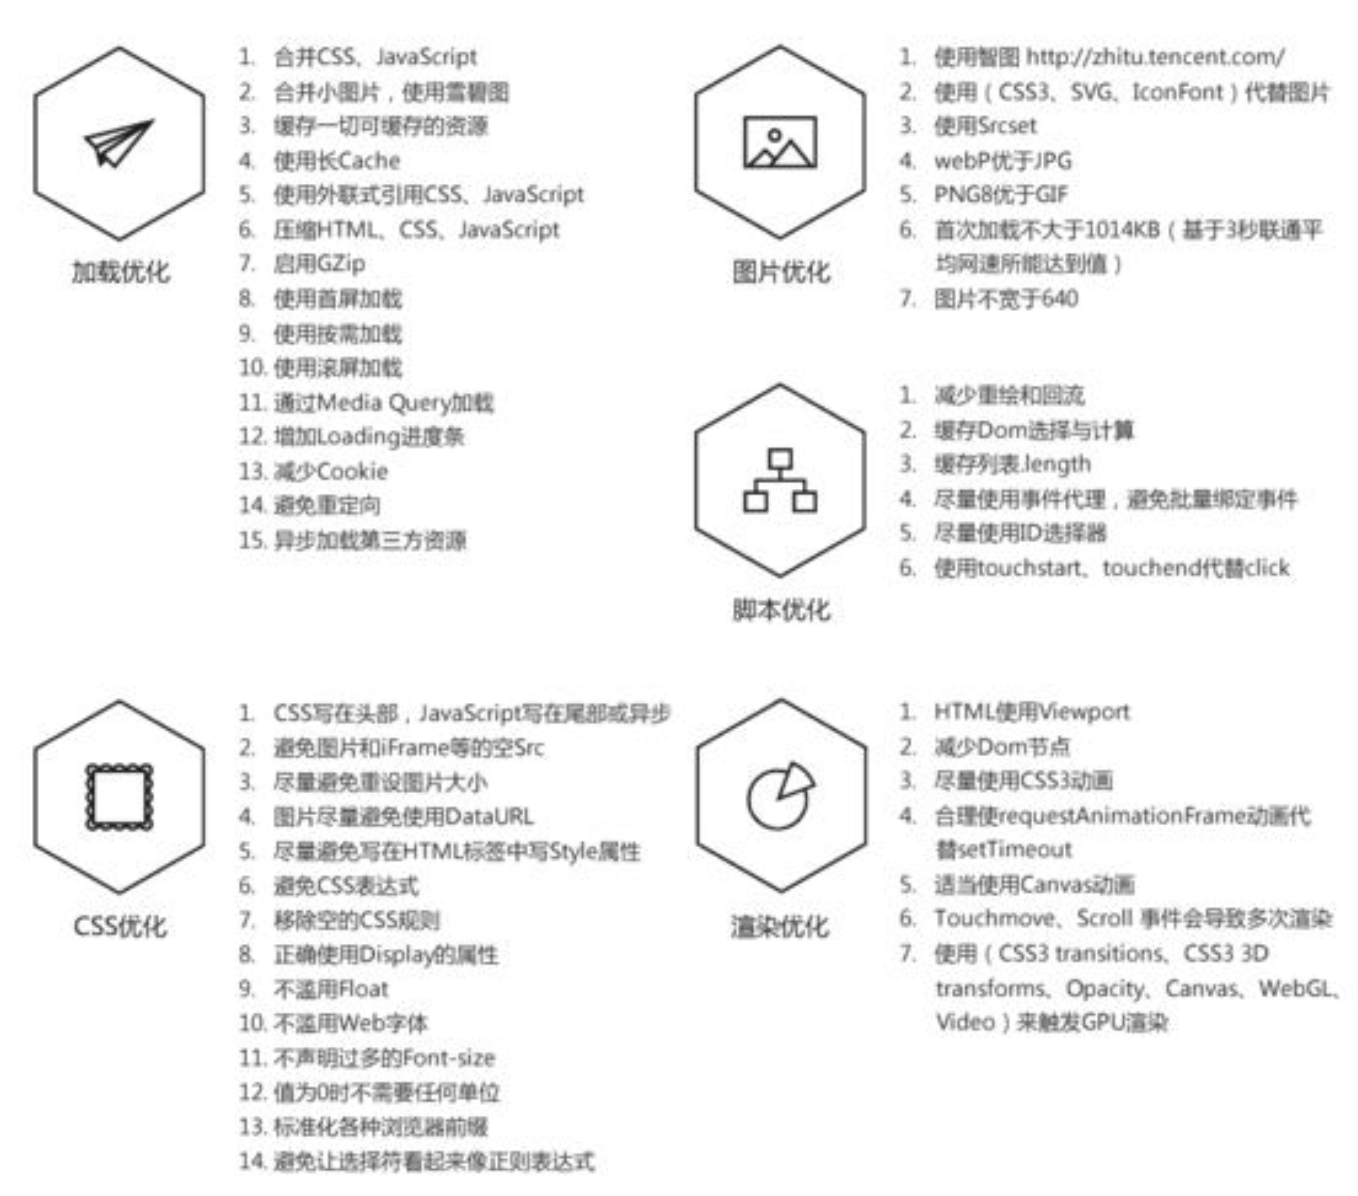 加载优化
1. 合并CSS、JavaScript
2. 合并小图片，使用雪碧图
3. 缓存一切可缓存的资源
4. 使用长Cache
5. 使用外联式引用CSS、JavaScript
6. 压缩HTML、CSS、JavaScript
7. 启用GZip
8. 使用首屏加载
9. 使用按需加载
10. 使用滚屏加载
11. 通过Media Query加载
12. 增加Loading进度条
13. 减少Cookie
14. 避免重定向
15. 异步加载第三方资源
图片优化
1. 使用智图 http://zhitu.tencent.com/
2. 使用（CSS3、SVG、IconFont）代替图片
3. 使用Srcset
4. webP优于JPG
5. PNG8优于GIF
6. 首次加载不大于1014KB（基于3秒联通平
均网速所能达到值）
7. 图片不宽于640
脚本优化
1. 减少重绘和回流
2. 缓存Dom选择与计算
3. 缓存列表.length
4. 尽量使用事件代理，避免批量绑定事件
5. 尽量使用ID选择器
6. 使用touchstart、touchend代替click
CSS优化
1. CSS写在头部，JavaScript写在尾部或异步
2. 避免图片和iFrame等的空Src
3. 尽量避免重设图片大小
4. 图片尽量避免使用DataURL
5. 尽量避免写在HTML标签中写Style属性
6. 避免CSS表达式
7. 移除空的CSS规则
8. 正确使用Display的属性
9. 不滥用Float
10. 不滥用Web字体
11. 不声明过多的Font-size
12. 值为0时不需要任何单位
13. 标准化各种浏览器前缀
14. 避免让选择符看起来像正则表达式
渲染优化
1. HTML使用Viewport
2. 减少Dom节点
3. 尽量使用CSS3动画
4. 合理使requestAnimationFrame动画代
替setTimeout
5. 适当使用Canvas动画
6. Touchmove、Scroll 事件会导致多次渲染
7. 使用（CSS3 transitions、CSS3 3D
transforms、Opacity、Canvas、WebGL、
Video）来触发GPU渲染